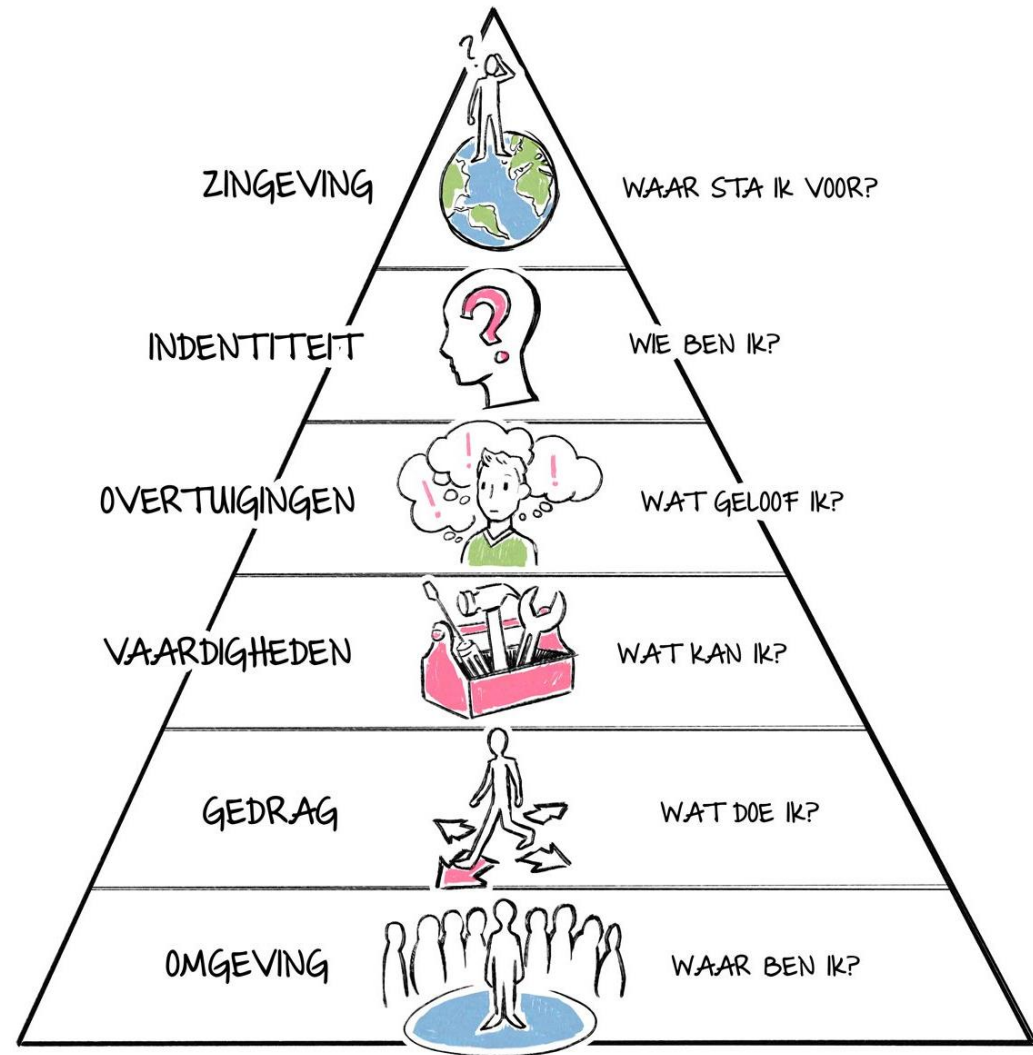 ?
ZINGEVING WAAR STA IK VOOR?
INDENTITEIT WIE BEN IK?
OVERTUIGINGEN WAT GELOOF IK?
VAARDIGHEDEN WAT KAN IK?
GEDRAG WAT DOE IK?
OMGEVING WAAR BEN IK?